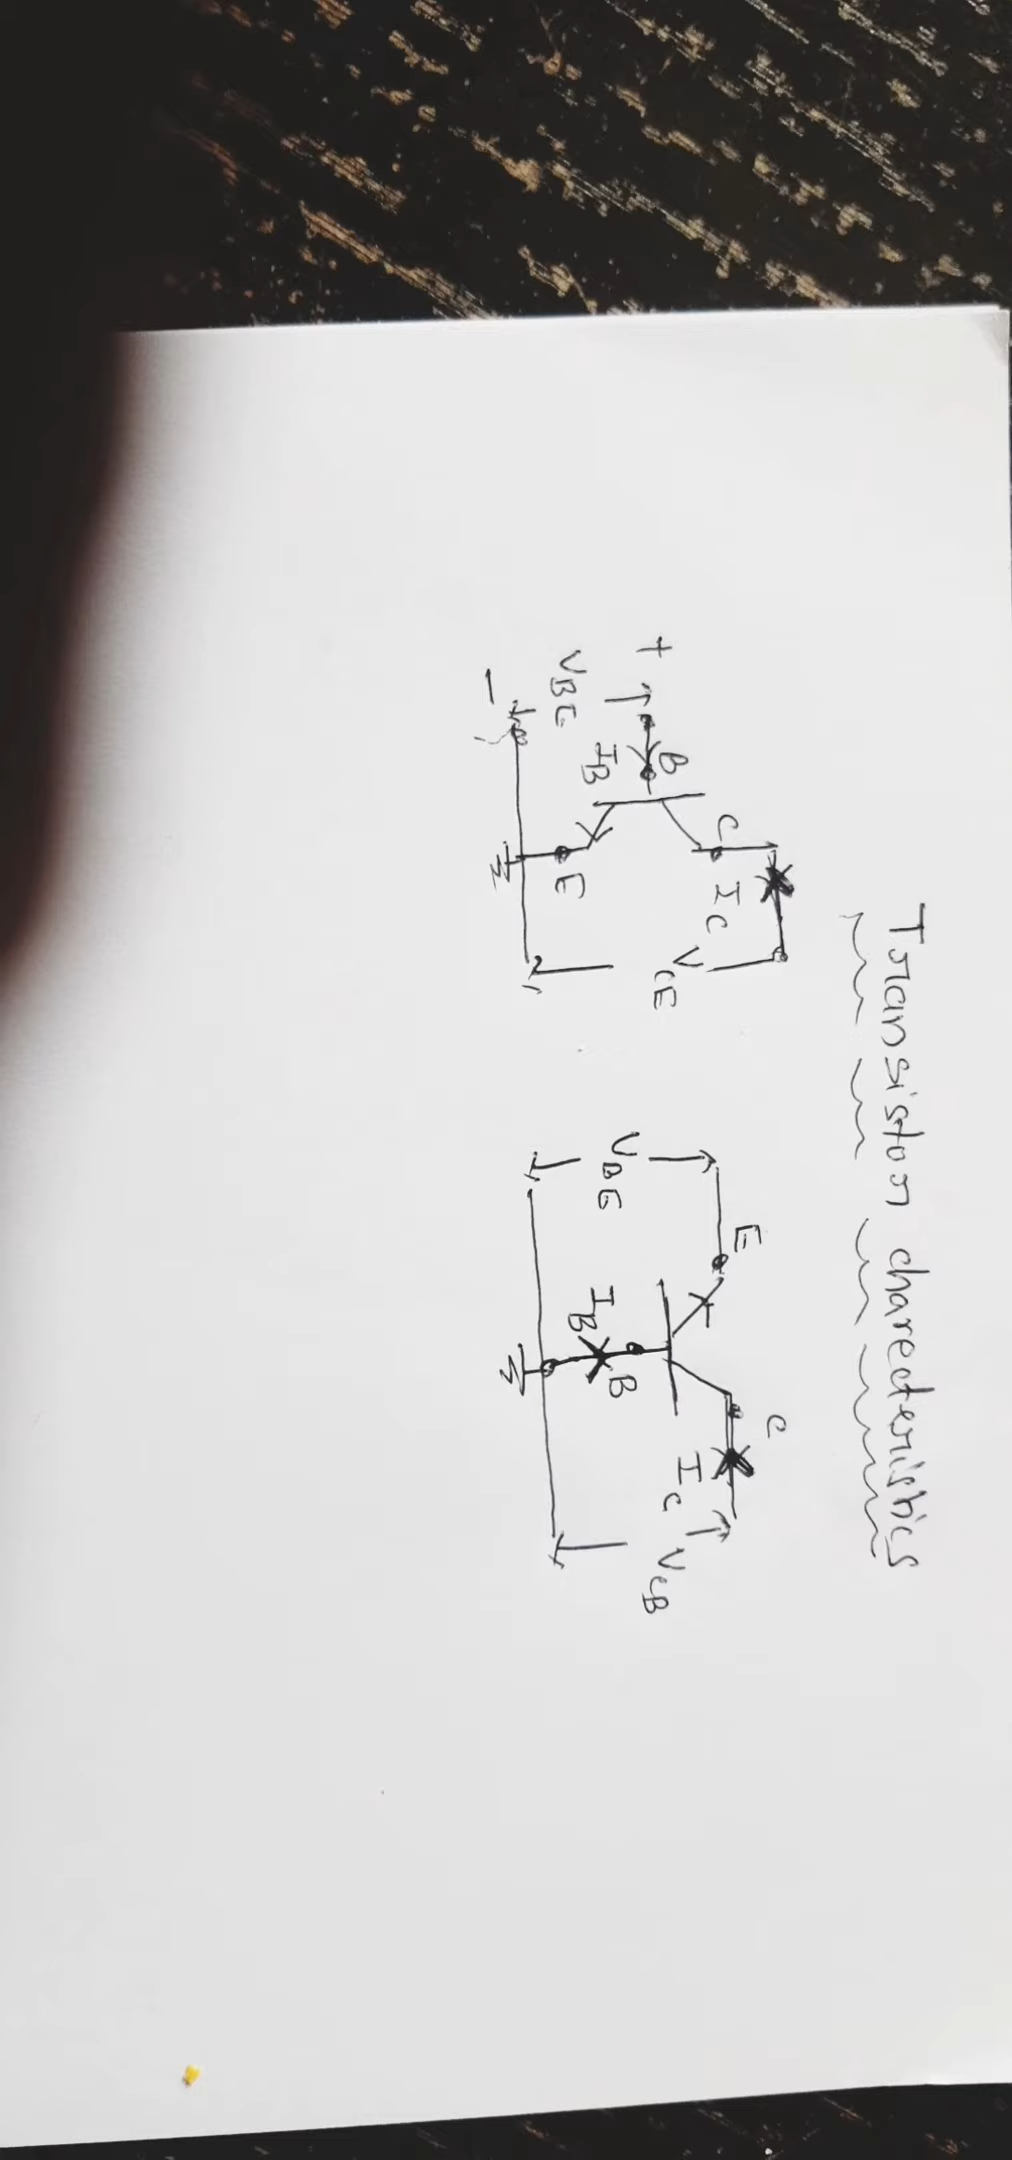 Transistor charecteristics
+
VBE
-
B
IB
C
IC
E
VCE
VBE
E
IB
B
C
IC
VCB